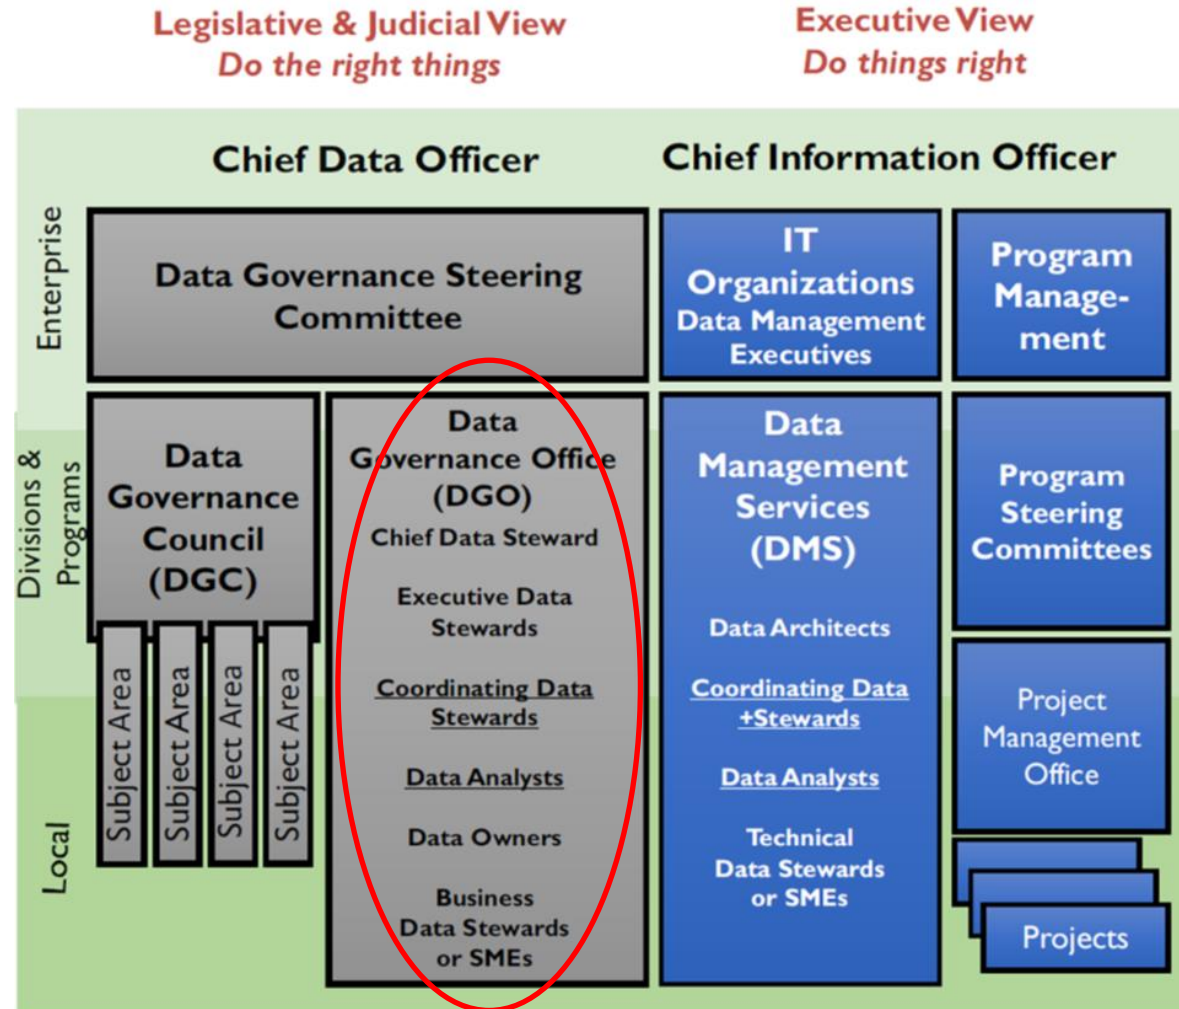 Legislative & Judicial View
Do the right things
Executive View
Do things right
Chief Data Officer
Chief Information Officer
Enterprise
Data Governance Steering
Committee
IT
Organizations
Data Management
Executives
Program
Manage-
ment
Divisions &
Programs
Data
Governance
Council
(DGC)
Subject Area
Subject Area
Subject Area
Subject Area
Data
Governance Office
(DGO)
Chief Data Steward
Executive Data
Stewards
Coordinating Data
Stewards
Data Analysts
Data Owners
Business
Data Stewards
or SMEs
Data
Management
Services
(DMS)
Data Architects
Coordinating Data
+Stewards
Data Analysts
Technical
Data Stewards
or SMEs
Program
Steering
Committees
Project
Management
Office
Projects
Local